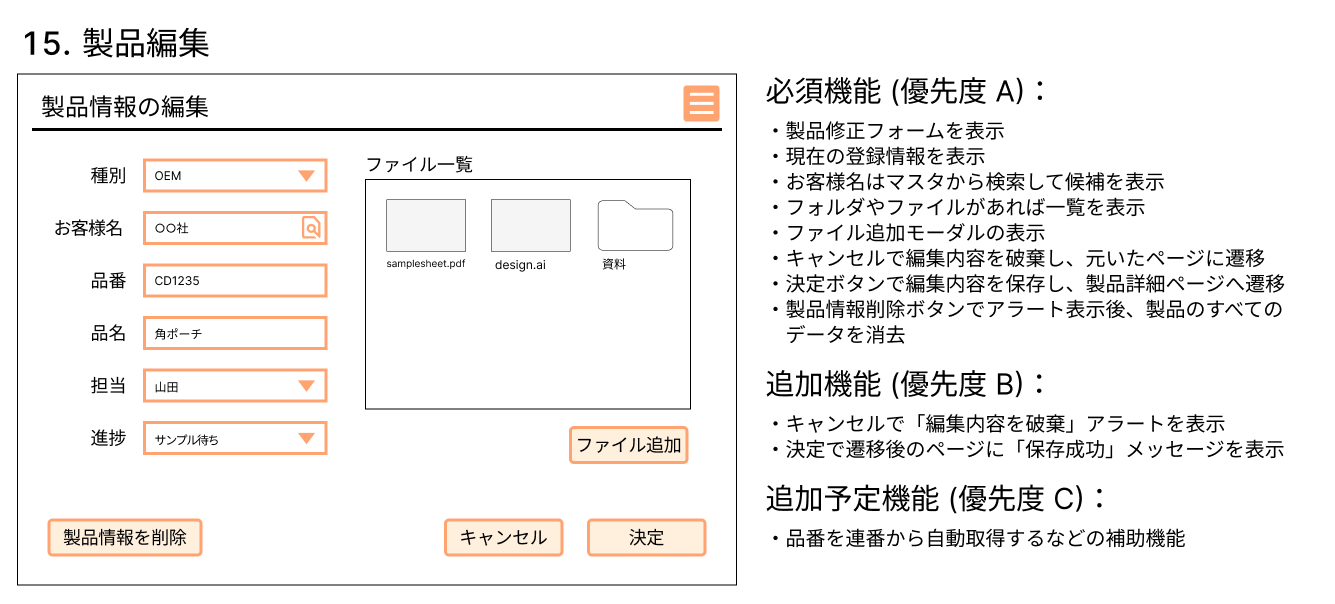 15. 製品編集
製品情報の編集
種別
OEM
お客様名
○○社
品番
CD1235
品名
角ポーチ
担当
山田
進捗
サンプル待ち
ファイル一覧
samplesheet.pdf
design.ai
資料
ファイル追加
製品情報を削除
キャンセル
決定
必須機能 (優先度 A)：
・製品修正フォームを表示
・現在の登録情報を表示
・お客様名はマスタから検索して候補を表示
・フォルダやファイルがあれば一覧を表示
・ファイル追加モーダルの表示
・キャンセルで編集内容を破棄し、元いたページに遷移
・決定ボタンで編集内容を保存し、製品詳細ページへ遷移
・製品情報削除ボタンでアラート表示後、製品のすべての
データを消去
追加機能 (優先度 B)：
・キャンセルで「編集内容を破棄」アラートを表示
・決定で遷移後のページに「保存成功」メッセージを表示
追加予定機能 (優先度 C)：
・品番を連番から自動取得するなどの補助機能